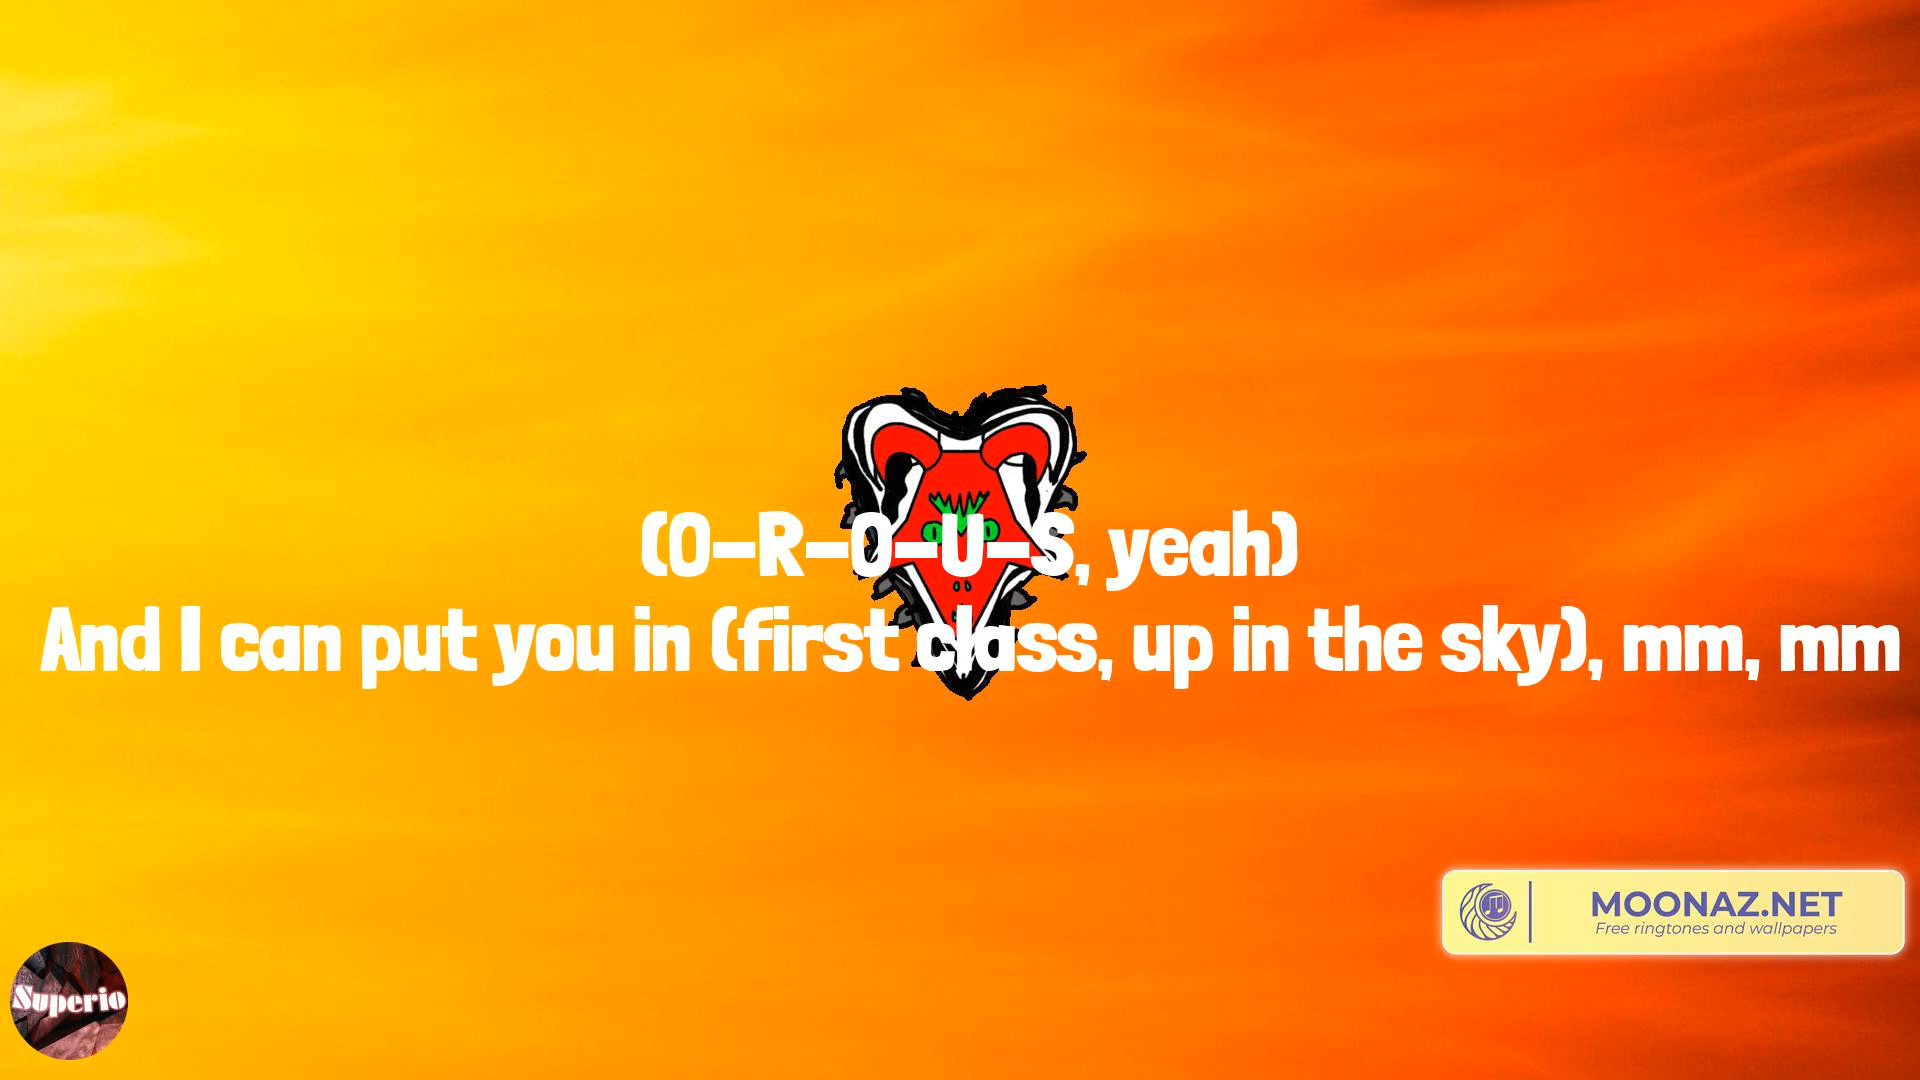 (O-R-O-U-S, yeah)
And I can put you in (first class, up in the sky), mm, mm
MOONAZ.NET
Free ringtones and wallpapers
Superio